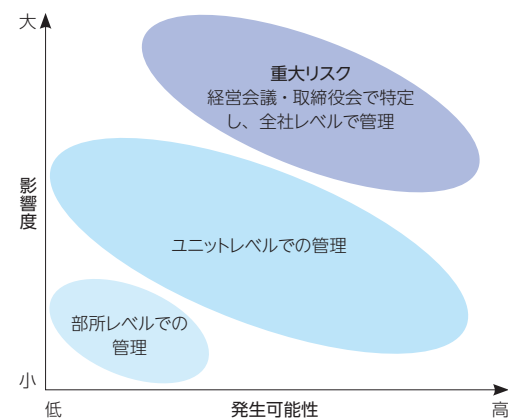 大
重大リスク
経営会議・取締役会で特定
し、全社レベルで管理
影響度
ユニットレベルでの管理
部所レベルでの
管理
小
低
発生可能性
高